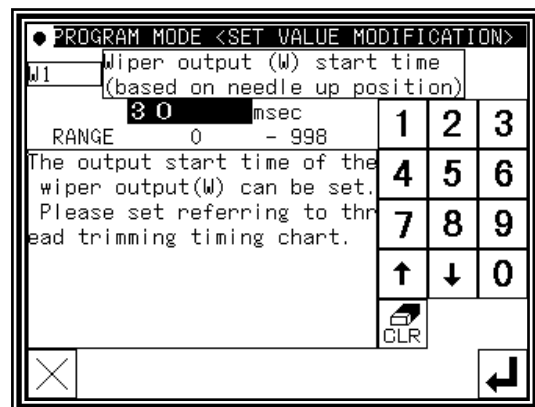 PROGRAM MODE <SET VALUE MODIFICATION>
W1
Wiper output (W) start time
(based on needle up position)
30 msec
RANGE 0 - 998
The output start time of the
wiper output(W) can be set.
Please set referring to thr
ead trimming timing chart.
1 2 3
4 5 6
7 8 9
↑ ↓ 0
CLR